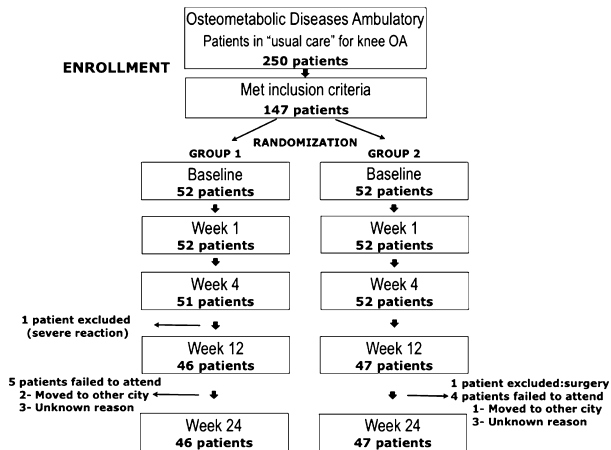 Osteometabolic Diseases Ambulatory
Patients in “usual care” for knee OA
250 patients
ENROLLMENT
Met inclusion criteria
147 patients
RANDOMIZATION
GROUP 1
GROUP 2
Baseline
52 patients
Baseline
52 patients
Week 1
52 patients
Week 1
52 patients
Week 4
51 patients
Week 4
52 patients
1 patient excluded
(severe reaction)
Week 12
46 patients
Week 12
47 patients
5 patients failed to attend
2- Moved to other city
3- Unknown reason
1 patient excluded:surgery
4 patients failed to attend
1- Moved to other city
3- Unknown reason
Week 24
46 patients
Week 24
47 patients